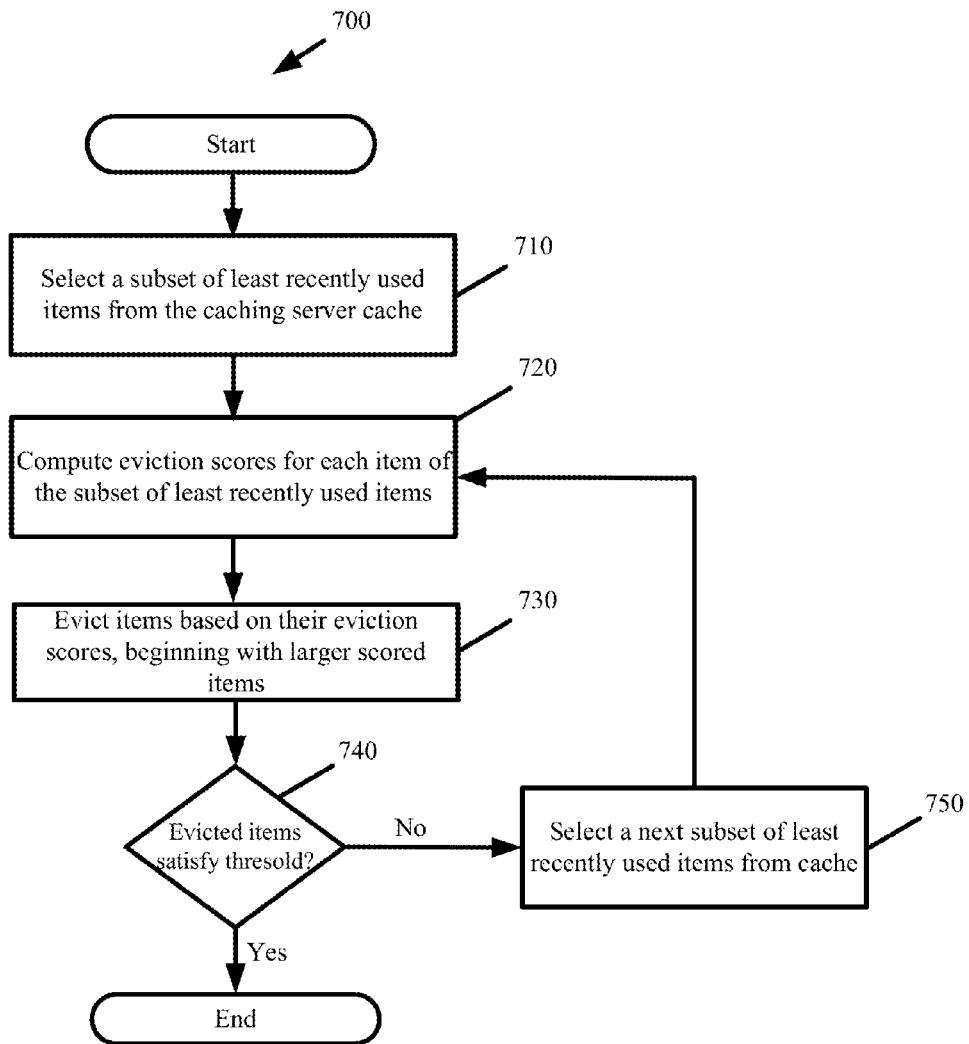 700
Start
710
Select a subset of least recently used
items from the caching server cache
720
Compute eviction scores for each item of
the subset of least recently used items
730
Evict items based on their eviction
scores, beginning with larger scored
items
740
Evicted items
satisfy thresold?
No
750
Select a next subset of least
recently used items from cache
Yes
End